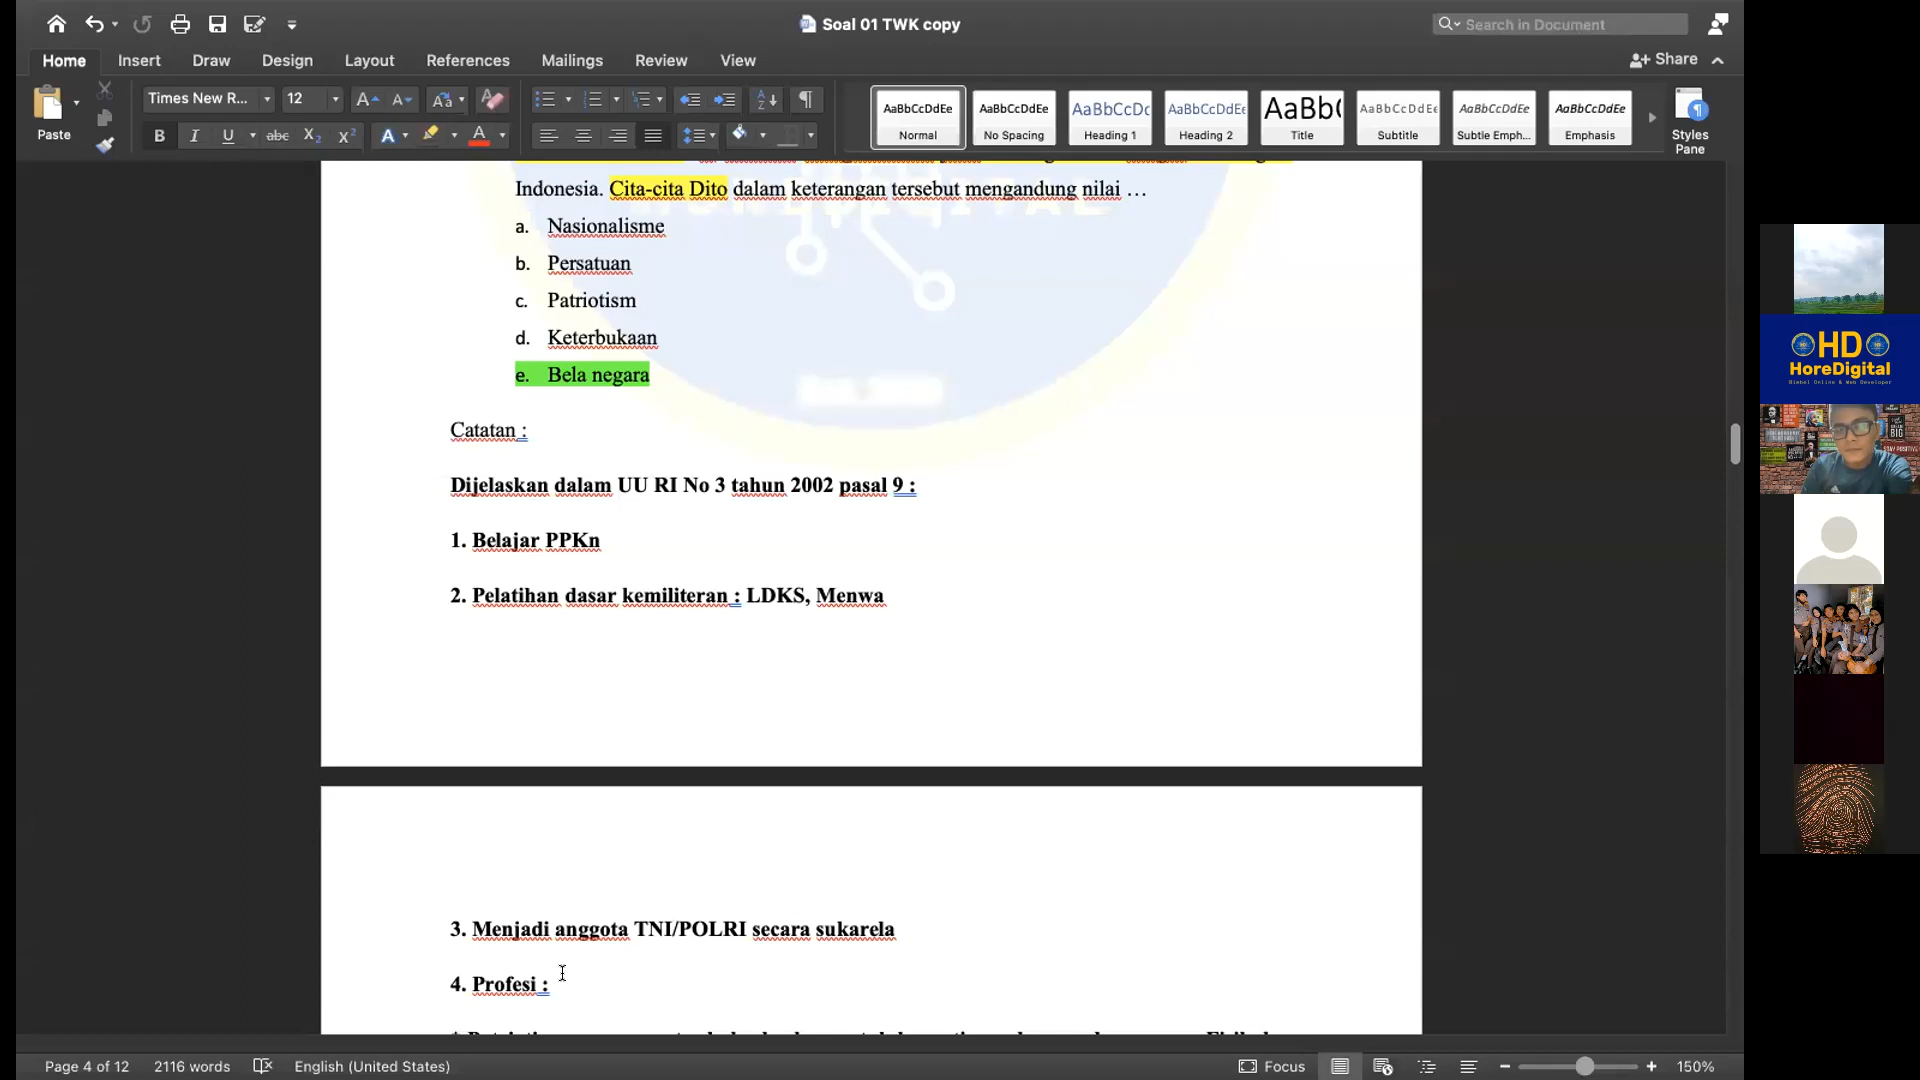 Soal 01 TWK copy
Search in Document
Home Insert Draw Design Layout References Mailings Review View
Share
Paste
Times New R... 12
AaBbCcDdEe AaBbCcDdEe AaBbCcDc AaBbCcDdEe AaBb( AaBbCcDdEe AaBbCcDdEe AaBbCcDdEe
Normal No Spacing Heading 1 Heading 2 Title Subtitle Subtle Emph... Emphasis
Styles Pane
Indonesia. Cita-cita Dito dalam keterangan tersebut mengandung nilai …
a. Nasionalisme
b. Persatuan
c. Patriotism
d. Keterbukaan
e. Bela negara
Catatan :
Dijelaskan dalam UU RI No 3 tahun 2002 pasal 9 :
1. Belajar PPKn
2. Pelatihan dasar kemiliteran : LDKS, Menwa
3. Menjadi anggota TNI/POLRI secara sukarela
4. Profesi :
HD
HoreDigital
Bimbel Online & Web Developer
Page 4 of 12 2116 words English (United States) Focus 150%